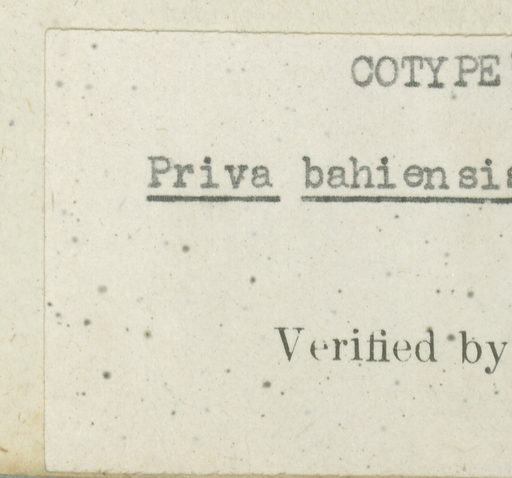 COTYPE
Priva bahiensis
Verified by